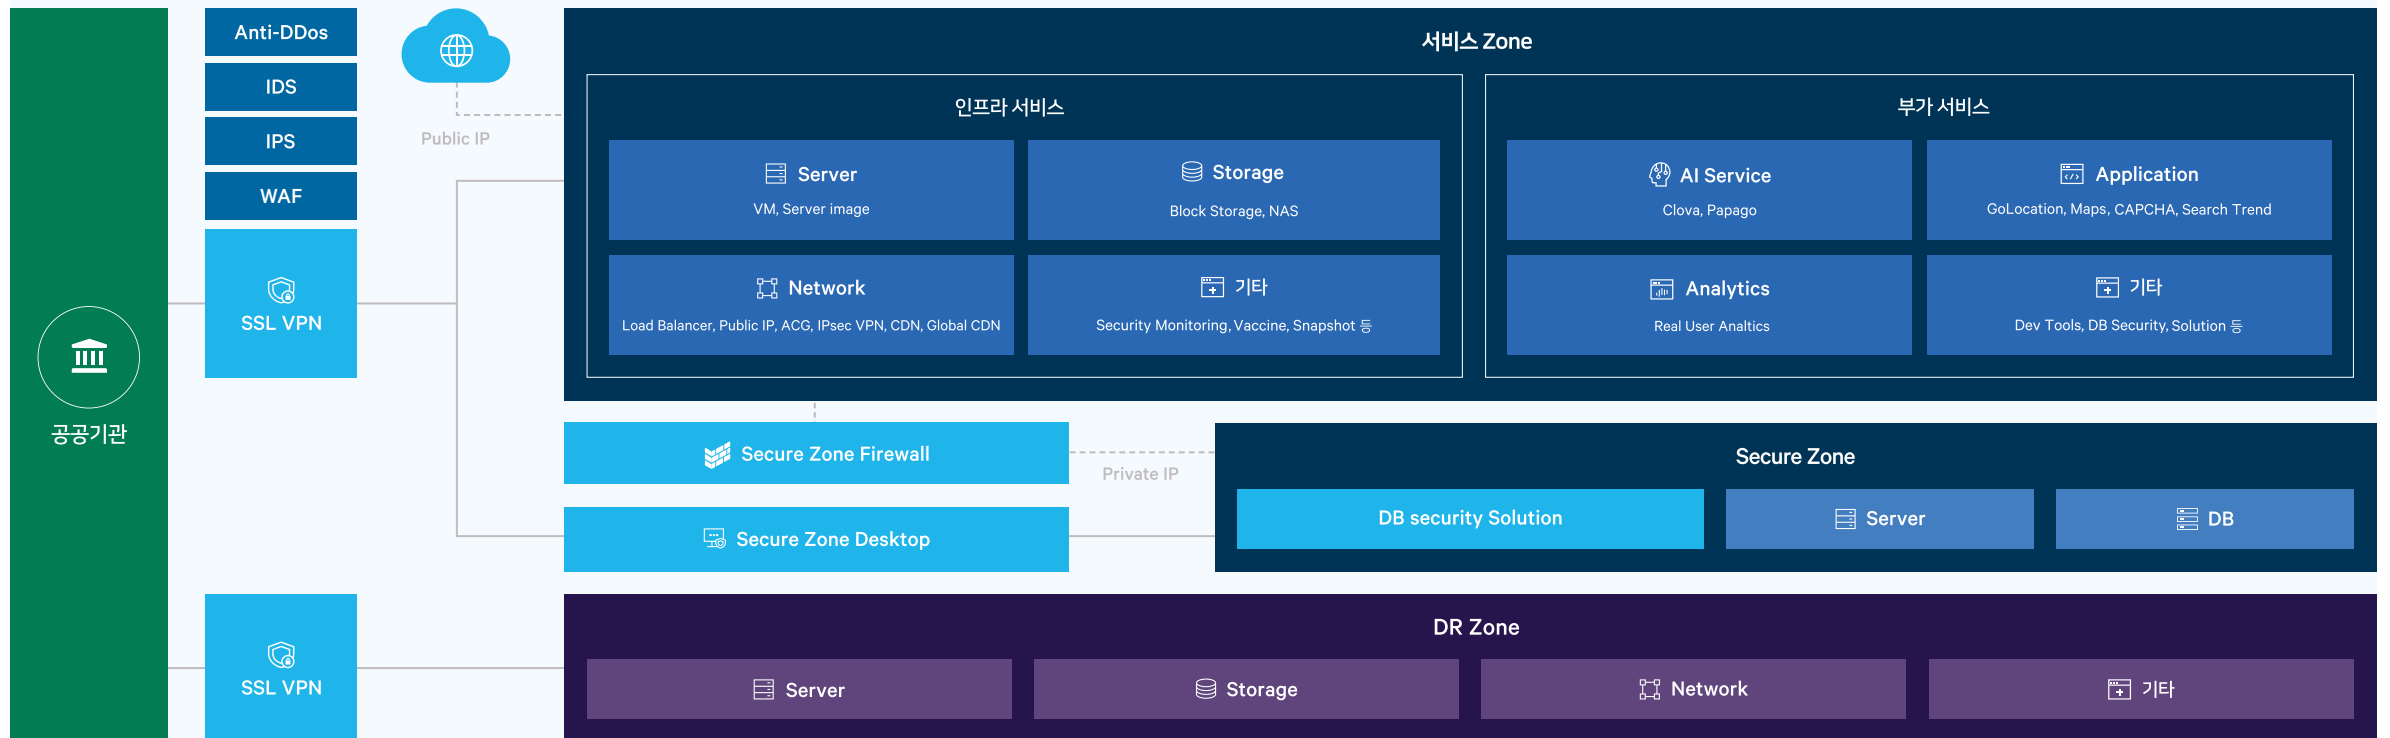 공공기관
Anti-DDos
IDS
IPS
WAF
SSL VPN
SSL VPN
Public IP
서비스 Zone
인프라 서비스
Server
VM, Server image
Storage
Block Storage, NAS
Network
Load Balancer, Public IP, ACG, IPsec VPN, CDN, Global CDN
기타
Security Monitoring, Vaccine, Snapshot 등
부가 서비스
AI Service
Clova, Papago
Application
GoLocation, Maps, CAPCHA, Search Trend
Analytics
Real User Analtics
기타
Dev Tools, DB Security, Solution 등
Secure Zone Firewall
Private IP
Secure Zone Desktop
Secure Zone
DB security Solution
Server
DB
DR Zone
Server
Storage
Network
기타